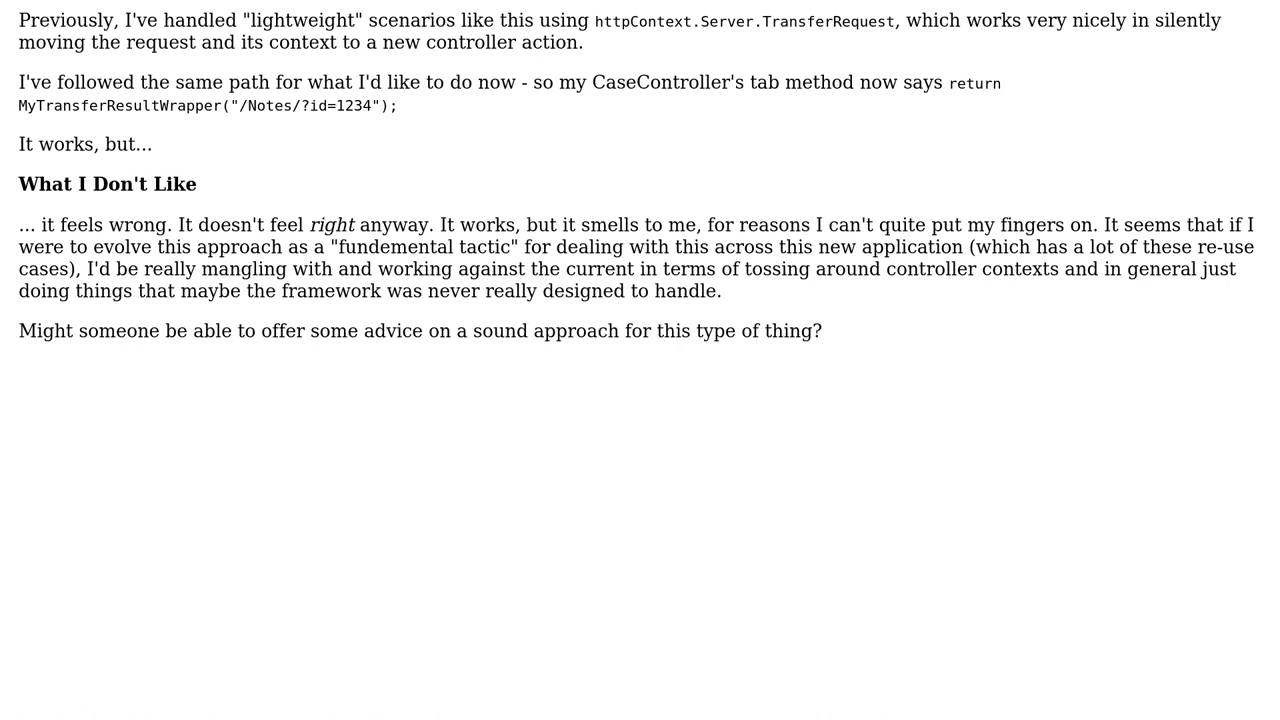 Previously, I've handled "lightweight" scenarios like this using httpContext.Server.TransferRequest, which works very nicely in silently
moving the request and its context to a new controller action.
I've followed the same path for what I'd like to do now - so my CaseController's tab method now says return
MyTransferResultWrapper("/Notes/?id=1234");
It works, but...
What I Don't Like
... it feels wrong. It doesn't feel right anyway. It works, but it smells to me, for reasons I can't quite put my fingers on. It seems that if I
were to evolve this approach as a "fundemental tactic" for dealing with this across this new application (which has a lot of these re-use
cases), I'd be really mangling with and working against the current in terms of tossing around controller contexts and in general just
doing things that maybe the framework was never really designed to handle.
Might someone be able to offer some advice on a sound approach for this type of thing?